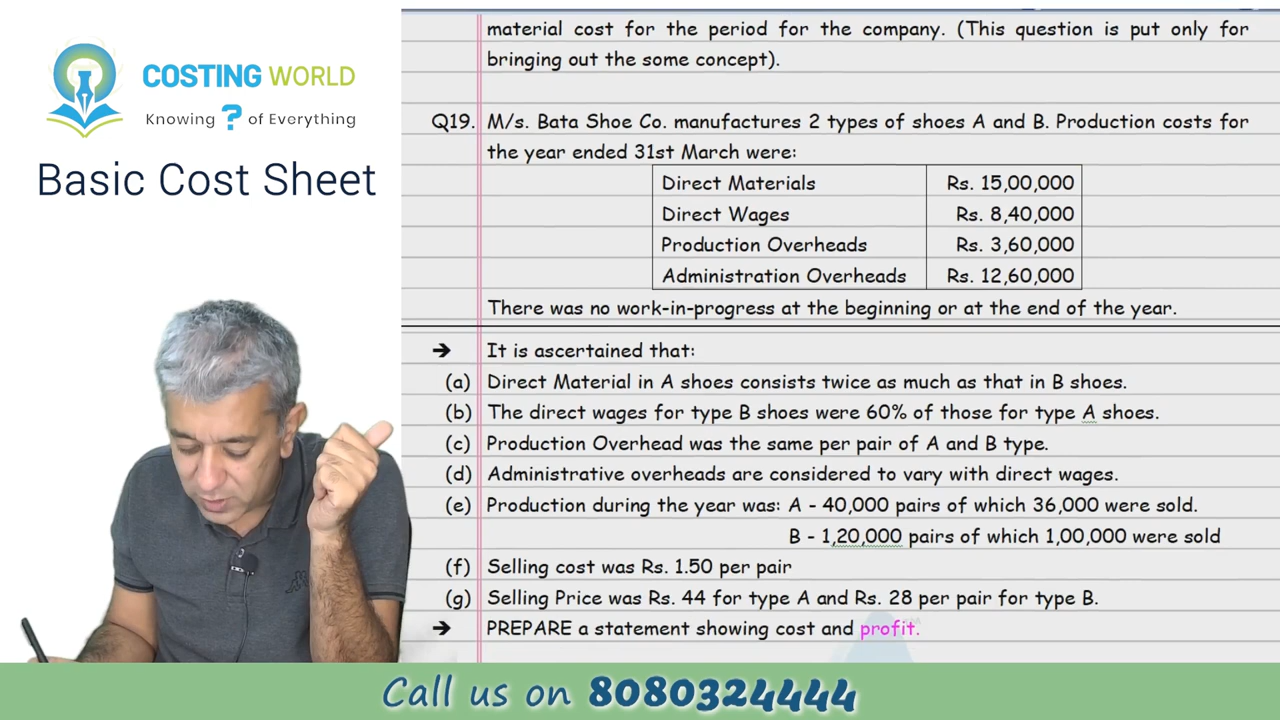 COSTING WORLD
Knowing ? of Everything
Basic Cost Sheet
material cost for the period for the company. (This question is put only for
bringing out the some concept).
Q19. M/s. Bata Shoe Co. manufactures 2 types of shoes A and B. Production costs for
the year ended 31st March were:
Direct Materials Rs. 15,00,000
Direct Wages Rs. 8,40,000
Production Overheads Rs. 3,60,000
Administration Overheads Rs. 12,60,000
There was no work-in-progress at the beginning or at the end of the year.
➔ It is ascertained that:
(a) Direct Material in A shoes consists twice as much as that in B shoes.
(b) The direct wages for type B shoes were 60% of those for type A shoes.
(c) Production Overhead was the same per pair of A and B type.
(d) Administrative overheads are considered to vary with direct wages.
(e) Production during the year was: A - 40,000 pairs of which 36,000 were sold.
B - 1,20,000 pairs of which 1,00,000 were sold
(f) Selling cost was Rs. 1.50 per pair
(g) Selling Price was Rs. 44 for type A and Rs. 28 per pair for type B.
➔ PREPARE a statement showing cost and profit.
Call us on 8080324444